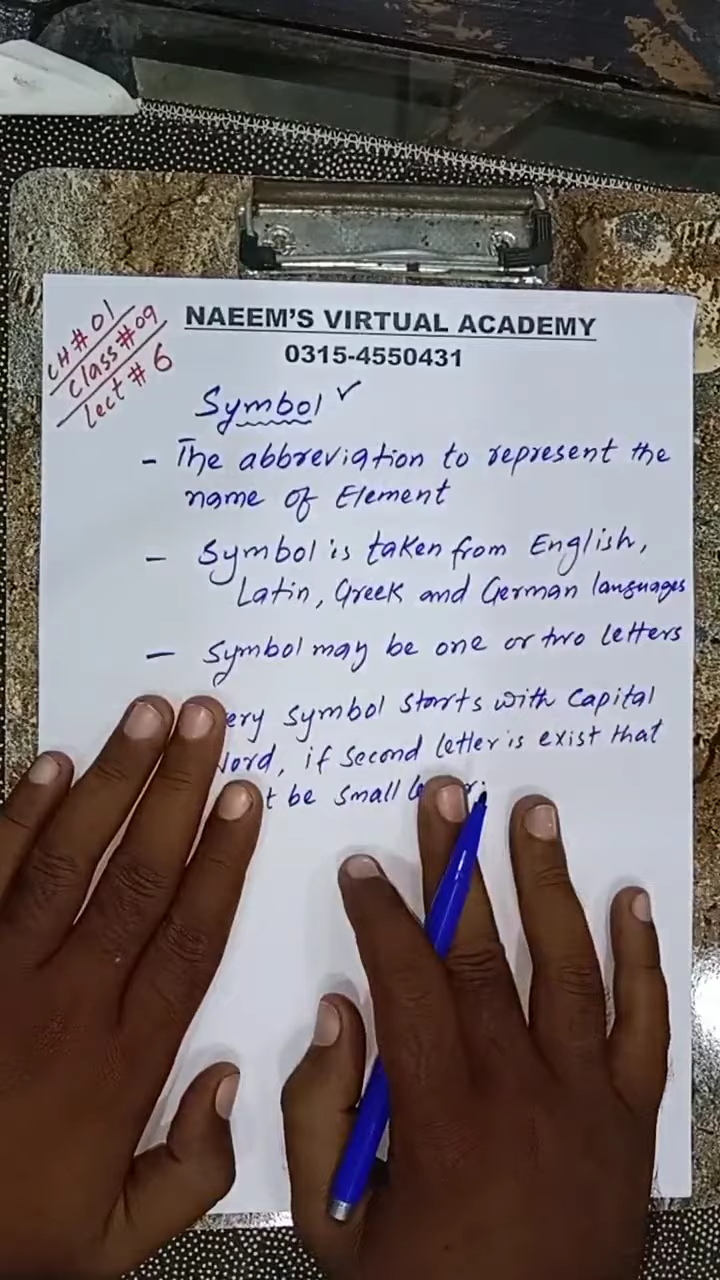 CH # 01
Class # 09
Lect # 6
NAEEM'S VIRTUAL ACADEMY
0315-4550431
Symbol ✓
- The abbreviation to represent the
name of Element
- Symbol is taken from English,
Latin, Greek and German languages
- Symbol may be one or two letters
ery symbol starts with Capital
ord, if second letter is exist that
t be small